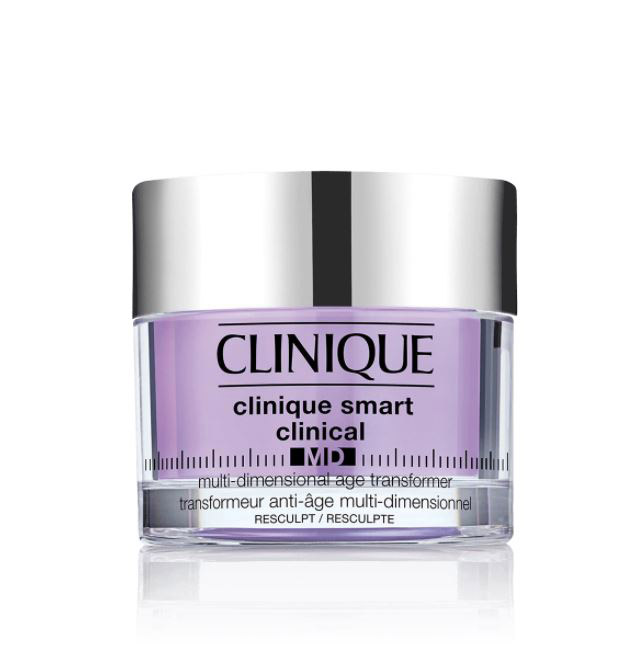 CLINIQUE
clinique smart
clinical
MD
multi-dimensional age transformer
transformeur anti-âge multi-dimensionnel
RESCULPT / RESCULPTE